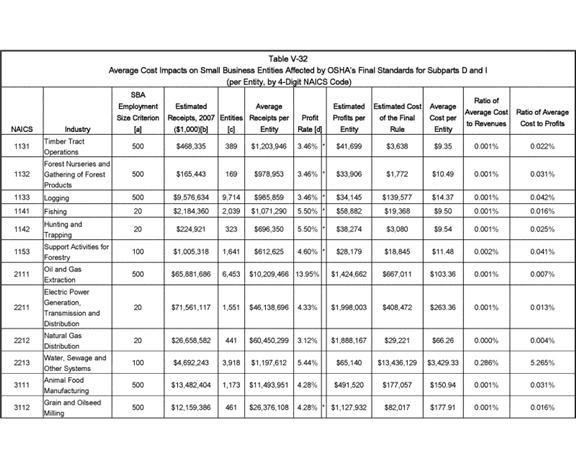 Table V-32
Average Cost Impacts on Small Business Entities Affected by OSHA's Final Standards for Subparts D and I
(per Entity, by 4-Digit NAICS Code)
NAICS Industry SBA Employment Size Criterion [a] Estimated Receipts, 2007 ($1,000)[b] Entities [c] Average Receipts per Entity Profit Rate [d] Estimated Profits per Entity Estimated Cost of the Final Rule Average Cost per Entity Ratio of Average Cost to Revenues Ratio of Average Cost to Profits
1131 Timber Tract Operations 500 $468,335 389 $1,203,946 3.46% * $41,699 $3,638 $9.35 0.001% 0.022%
1132 Forest Nurseries and Gathering of Forest Products 500 $165,443 169 $978,953 3.46% * $33,906 $1,772 $10.49 0.001% 0.031%
1133 Logging 500 $9,576,634 9,714 $985,859 3.46% * $34,145 $139,577 $14.37 0.001% 0.042%
1141 Fishing 20 $2,184,360 2,039 $1,071,290 5.50% * $58,882 $19,368 $9.50 0.001% 0.016%
1142 Hunting and Trapping 20 $224,921 323 $696,350 5.50% * $38,274 $3,080 $9.54 0.001% 0.025%
1153 Support Activities for Forestry 100 $1,005,318 1,641 $612,625 4.60% * $28,179 $18,845 $11.48 0.002% 0.041%
2111 Oil and Gas Extraction 500 $65,881,686 6,453 $10,209,466 13.95% $1,424,662 $667,011 $103.36 0.001% 0.007%
2211 Electric Power Generation, Transmission and Distribution 20 $71,561,117 1,551 $46,138,696 4.33% $1,998,003 $408,472 $263.36 0.001% 0.013%
2212 Natural Gas Distribution 20 $26,658,582 441 $60,450,299 3.12% $1,888,167 $29,221 $66.26 0.000% 0.004%
2213 Water, Sewage and Other Systems 100 $4,692,243 3,918 $1,197,612 5.44% $65,140 $13,436,129 $3,429.33 0.286% 5.265%
3111 Animal Food Manufacturing 500 $13,482,404 1,173 $11,493,951 4.28% * $491,520 $177,057 $150.94 0.001% 0.031%
3112 Grain and Oilseed Milling 500 $12,159,386 461 $26,376,108 4.28% * $1,127,932 $82,017 $177.91 0.001% 0.016%